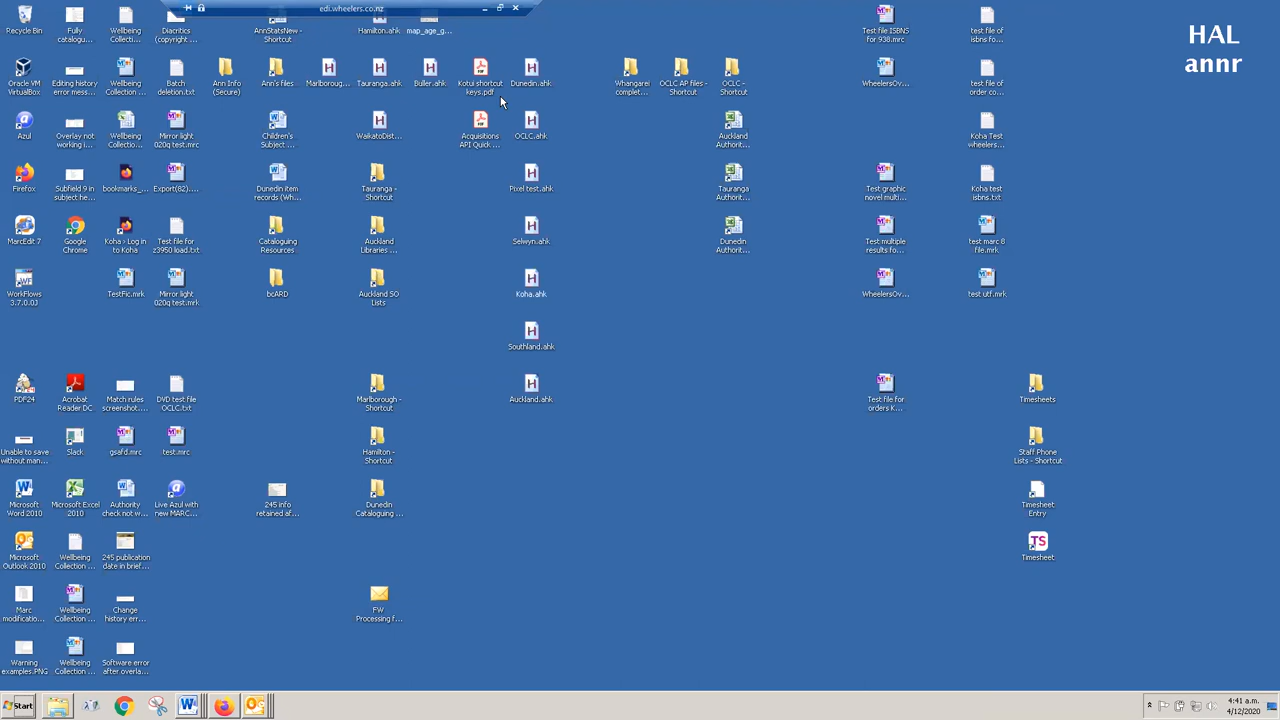 edi.wheelers.co.nz
HAL
annr
Recycle Bin
Fully
catalogu...
Wellbeing
Collecti...
Diacritics
(copyright ...
AnnStatsNew -
Shortcut
Hamilton.ahk
map_age_g...
Test file ISBNS
for 938.mrc
test file of
isbns fo...
Oracle VM
VirtualBox
Editing history
error mess...
Wellbeing
Collection ...
Batch
deletion.txt
Ann Info
(Secure)
Ann's files
Marlboroug...
Tauranga.ahk
Buller.ahk
Kotui shortcut
keys.pdf
Dunedin.ahk
Whangarei
complet...
OCLC API files -
Shortcut
OCLC -
Shortcut
WheelersOv...
test file of
order co...
Azul
Overlay not
working i...
Wellbeing
Collectio...
Mirror light
020q test.mrc
Children's
Subject ...
WaikatoDist...
Acquisitions
API Quick ...
OCLC.ahk
Auckland
Authorit...
Koha Test
wheelers...
Firefox
Subfield 9 in
subject he...
bookmarks_...
Export(82)....
Dunedin item
records (Wh...
Tauranga -
Shortcut
Pixel test.ahk
Tauranga
Authorit...
Test graphic
novel multi...
Koha test
isbns.txt
MarcEdit 7
Google
Chrome
Koha › Log in
to Koha
Test file for
z3950 load.txt
Cataloguing
Resources
Auckland
Libraries ...
Selwyn.ahk
Dunedin
Authorit...
Test multiple
results fo...
test marc 8
file.mrk
WorkFlows
3.7.0.0J
TestFic.mrk
Mirror light
020q test.mrk
bcARD
Auckland SO
Lists
Koha.ahk
WheelersOv...
test utf.mrk
Southland.ahk
PDF24
Acrobat
Reader DC
Match rules
screenshot....
DVD test file
OCLC.txt
Marlborough -
Shortcut
Auckland.ahk
Test file for
orders K...
Timesheets
Unable to save
without man...
Slack
gsafd.mrc
test.mrc
Hamilton -
Shortcut
Staff Phone
Lists - Shortcut
Microsoft
Word 2010
Microsoft Excel
2010
Authority
check not w...
Live Azul with
new MARC...
245 info
retained af...
Dunedin
Cataloguing ...
Timesheet
Entry
Microsoft
Outlook 2010
Wellbeing
Collection ...
245 publication
date in brief...
TS
Timesheet
Marc
modificatio...
Wellbeing
Collection ...
Change
history err...
FW
Processing f...
Warning
examples.PNG
Wellbeing
Collection ...
Software error
after overla...
Start
4:41 a.m.
4/12/2020